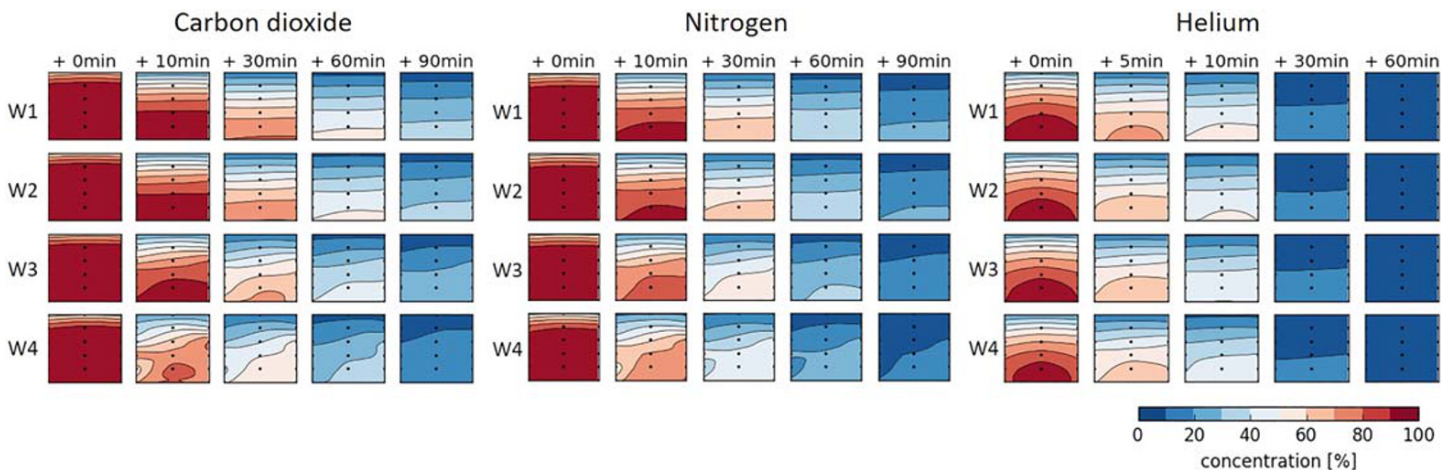 Carbon dioxide Nitrogen Helium
+ 0min + 10min + 30min + 60min + 90min + 0min + 10min + 30min + 60min + 90min + 0min + 5min + 10min + 30min + 60min
W1 W1 W1
W2 W2 W2
W3 W3 W3
W4 W4 W4
0 20 40 60 80 100
concentration [%]